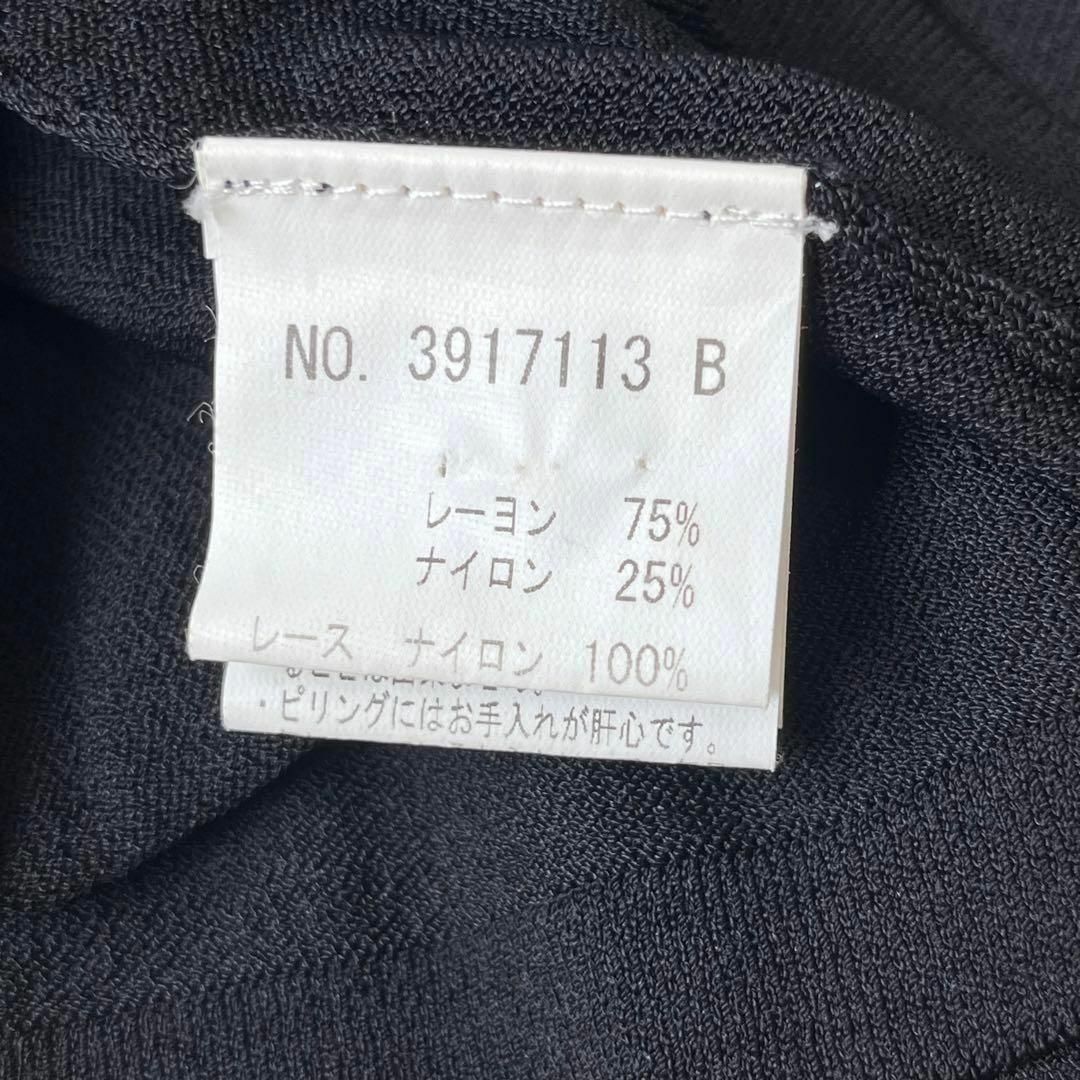 NO. 3917113 B
レーヨン 75%
ナイロン 25%
レース ナイロン 100%
・ピリングにはお手入れが肝心です。